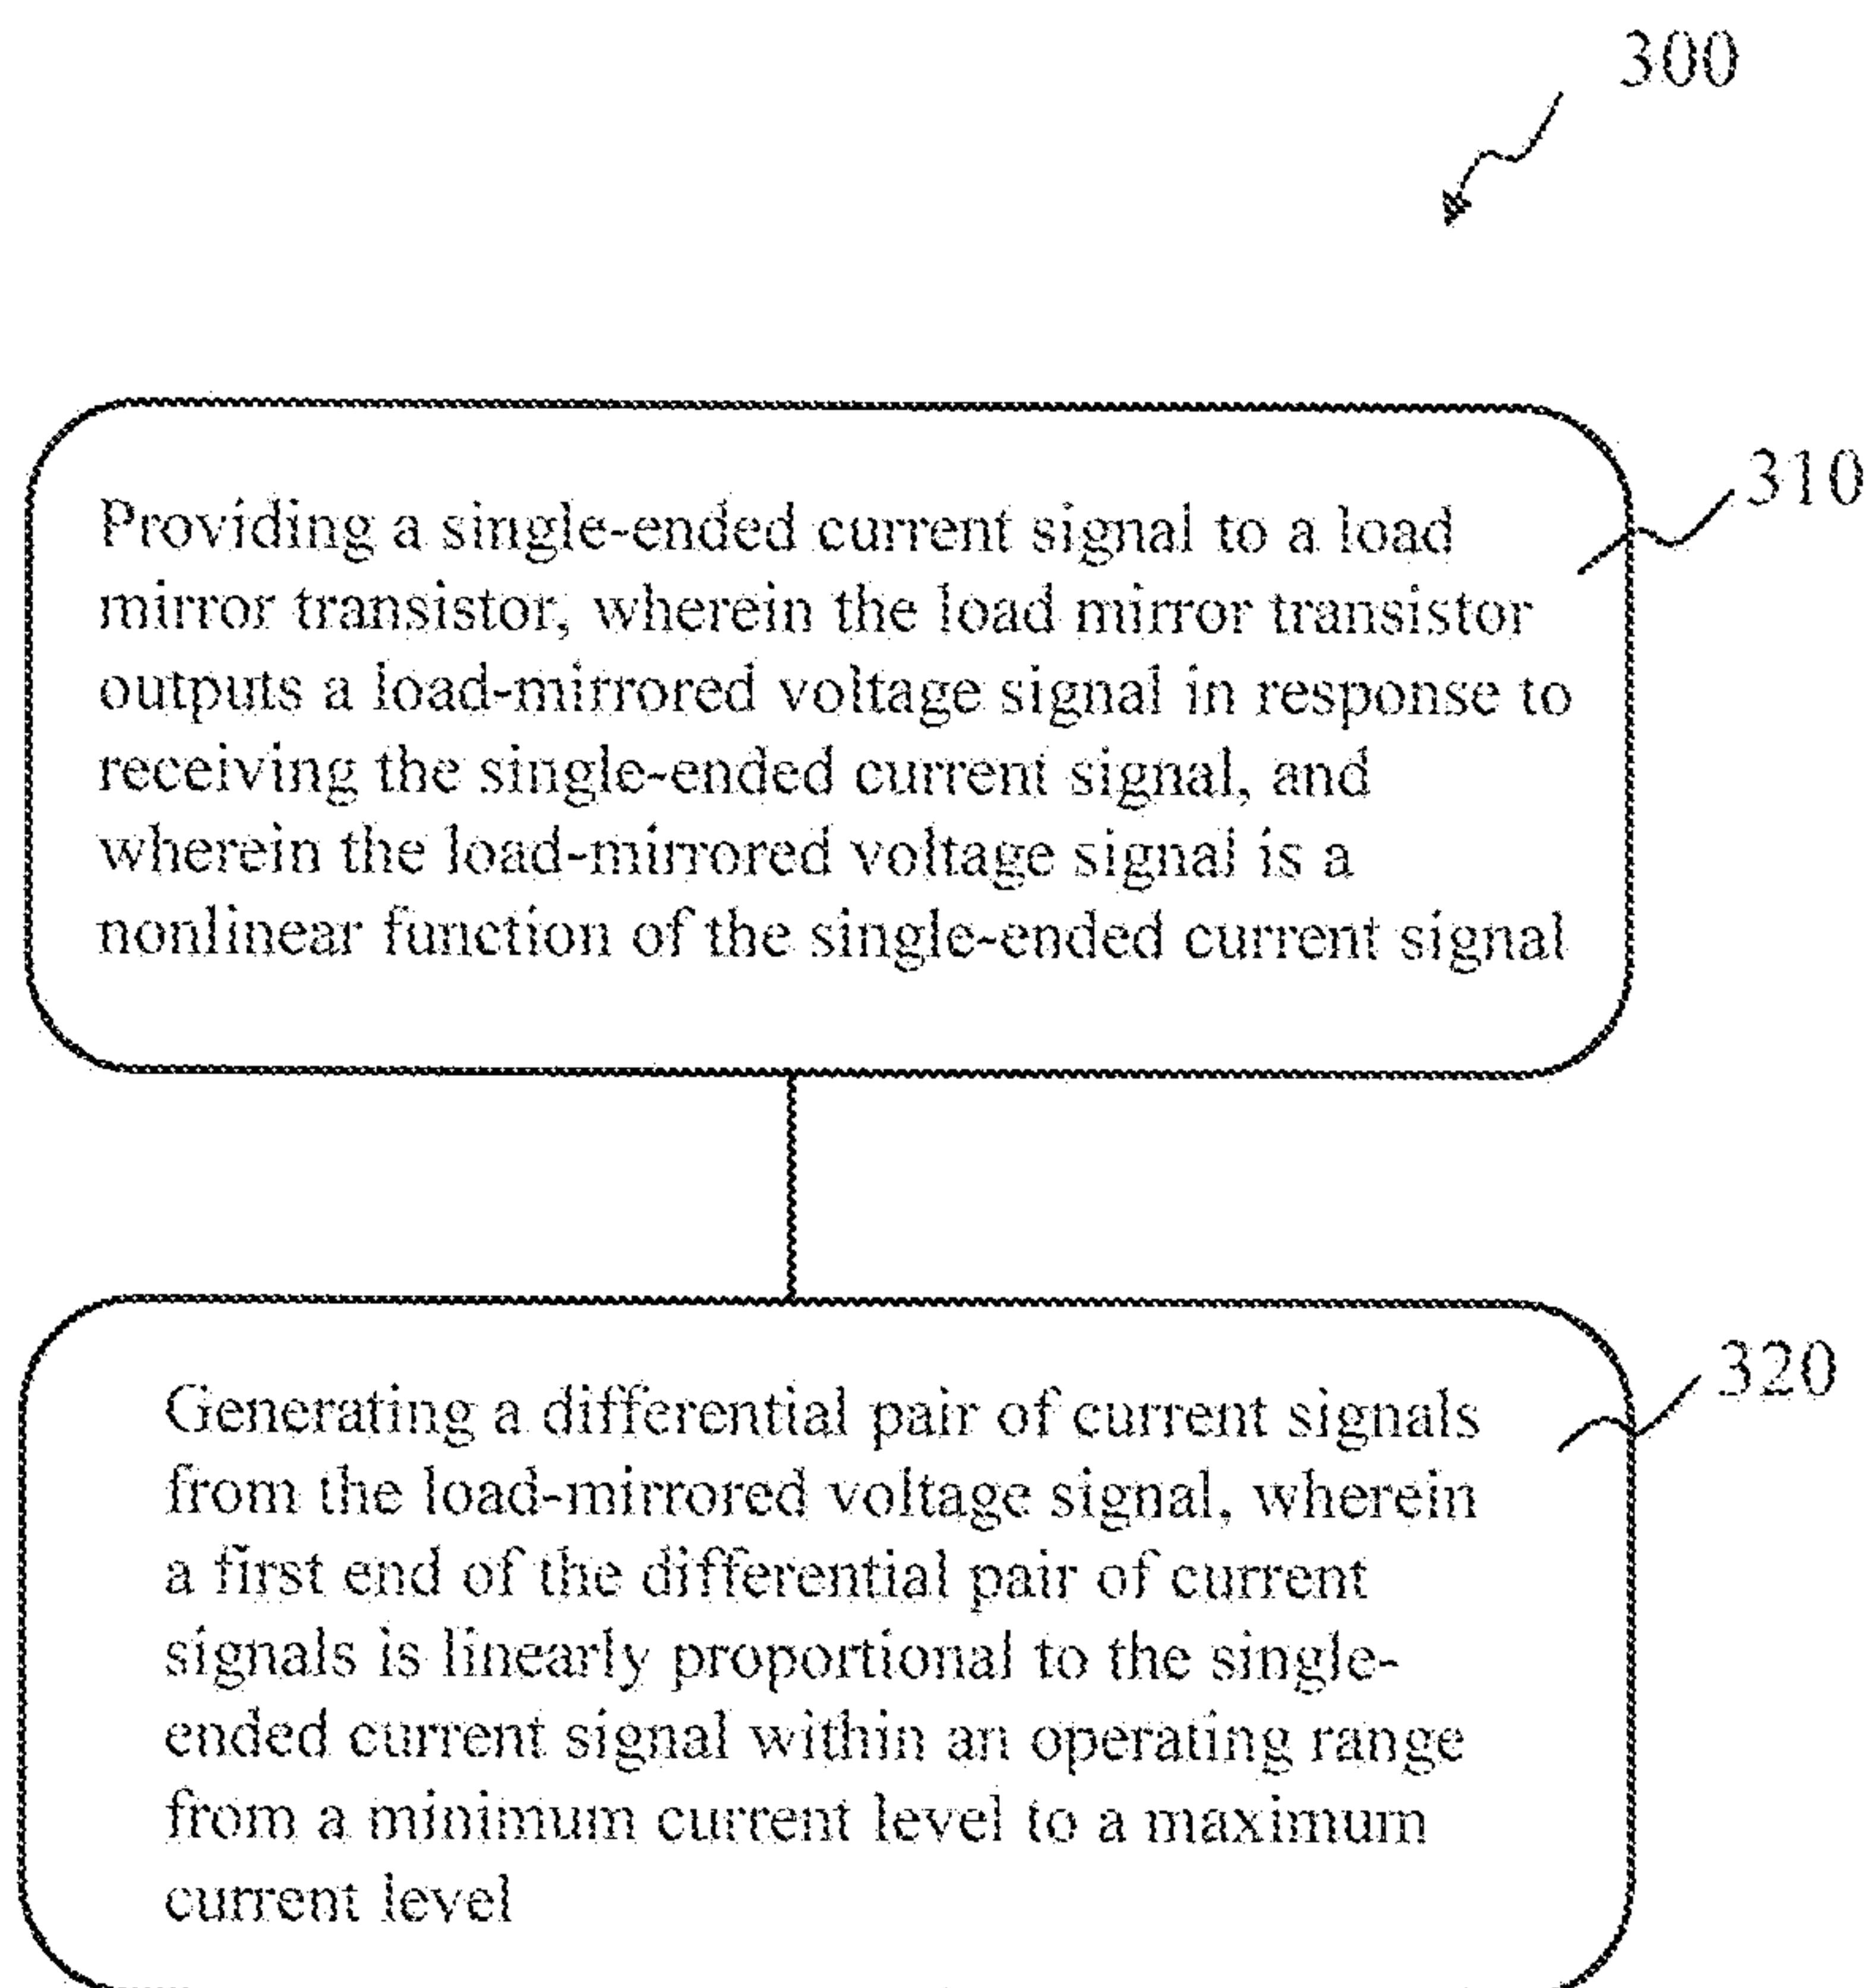 300
310
Providing a single-ended current signal to a load
mirror transistor, wherein the load mirror transistor
outputs a load-mirrored voltage signal in response to
receiving the single-ended current signal, and
wherein the load-mirrored voltage signal is a
nonlinear function of the single-ended current signal
320
Generating a differential pair of current signals
from the load-mirrored voltage signal, wherein
a first end of the differential pair of current
signals is linearly proportional to the single-
ended current signal within an operating range
from a minimum current level to a maximum
current level